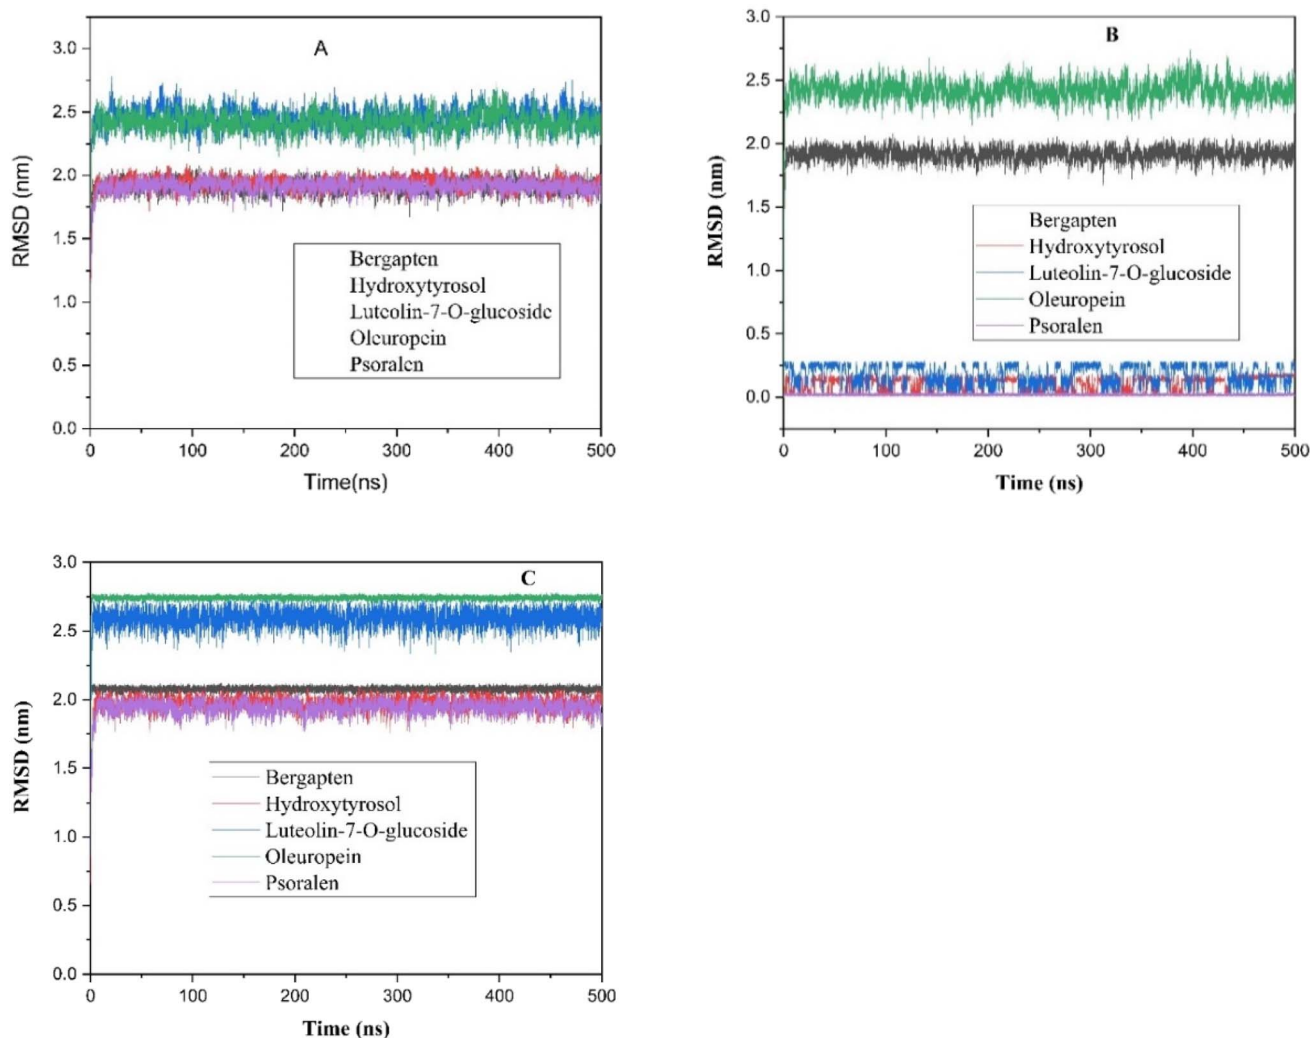 A
3.0
2.5
2.0
1.5
1.0
0.5
0.0
RMSD (nm)
Bergapten
Hydroxytyrosol
Luteolin-7-O-glucoside
Oleuropein
Psoralen
0 100 200 300 400 500
Time(ns)
B
3.0
2.5
2.0
1.5
1.0
0.5
0.0
RMSD (nm)
Bergapten
Hydroxytyrosol
Luteolin-7-O-glucoside
Oleuropein
Psoralen
0 100 200 300 400 500
Time (ns)
C
3.0
2.5
2.0
1.5
1.0
0.5
0.0
RMSD (nm)
Bergapten
Hydroxytyrosol
Luteolin-7-O-glucoside
Oleuropein
Psoralen
0 100 200 300 400 500
Time (ns)